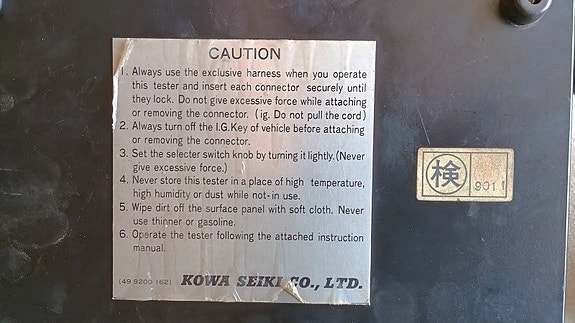 CAUTION
1. Always use the exclusive harness when you operate
this tester and insert each connector securely until
they lock. Do not give excessive force while attaching
or removing the connector. (ig. Do not pull the cord)
2. Always turn off the I.G.Key of vehicle before attaching
or removing the connector.
3. Set the selecter switch knob by turning it lightly.(Never
give excessive force.)
4. Never store this tester in a place of high temperature,
high humidity or dust while not-in use.
5. Wipe dirt off the surface panel with soft cloth. Never
use thinner or gasoline.
6. Operate the tester following the attached instruction
manual.
(49 9200 162) KOWA SEIKI CO., LTD.
検